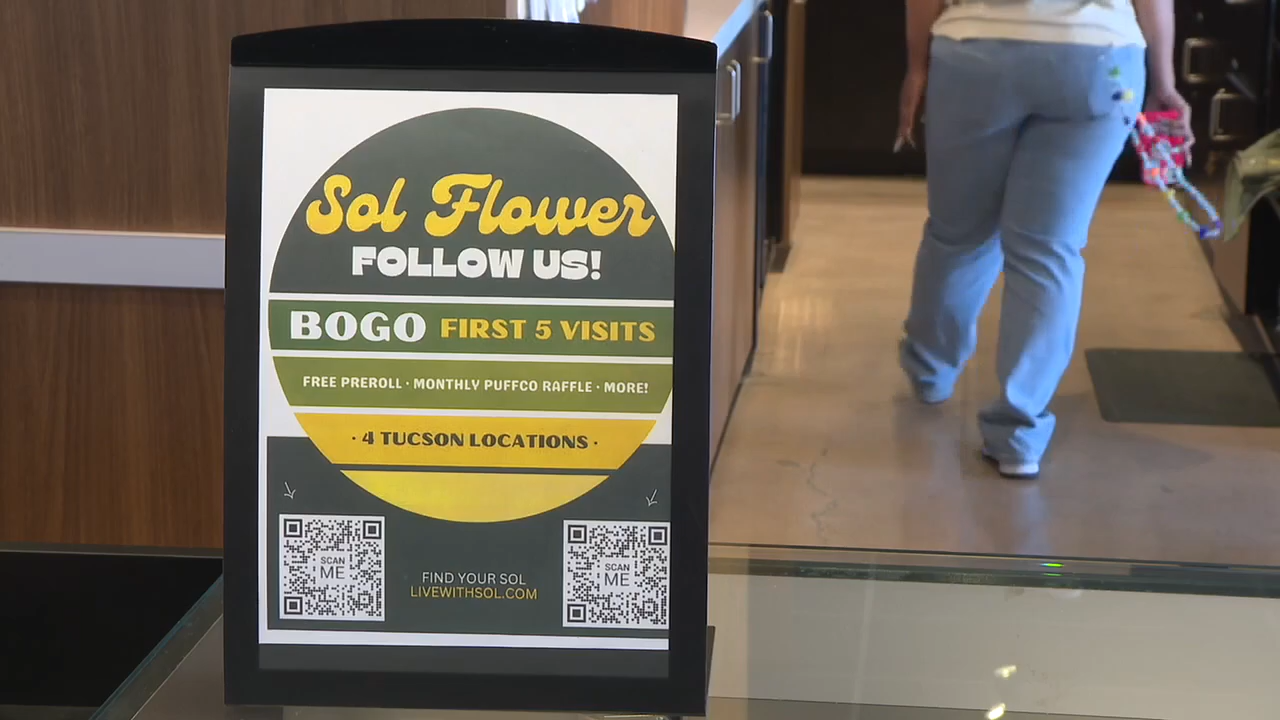 Sol Flower
FOLLOW US!
BOGO FIRST 5 VISITS
FREE PREROLL · MONTHLY PUFFCO RAFFLE · MORE!
· 4 TUCSON LOCATIONS ·
SCAN
ME
FIND YOUR SOL
LIVEWITHSOL.COM
SCAN
ME